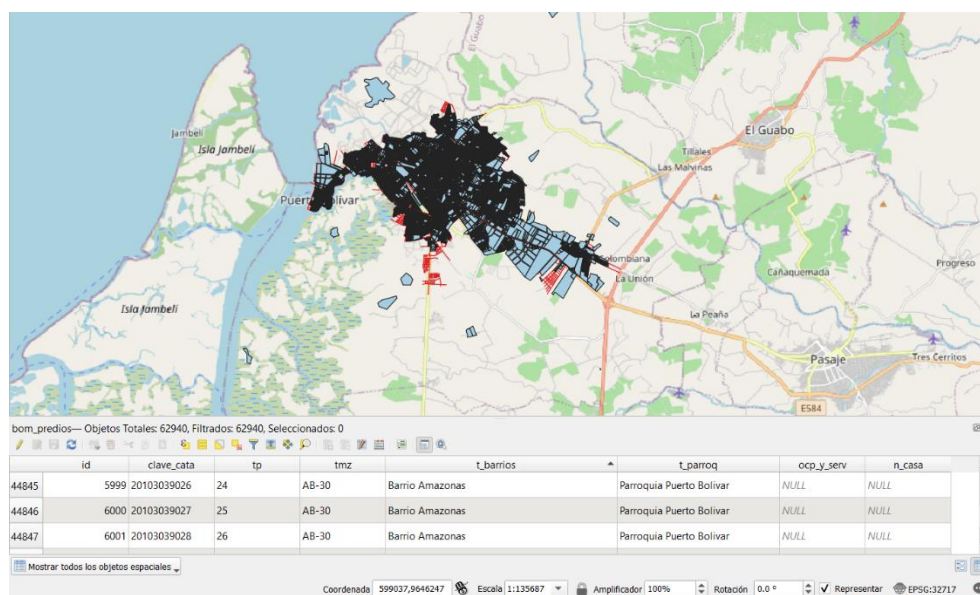 El Guabo
Jambelí
Isla Jambelí
El Guabo
Tillales
Las Malvinas
Puerto Bolívar
Colombiana
La Unión
Cañaquemada
Progreso
Isla Jambelí
La Peaña
Pasaje
Tres Cerritos
E584
bom_predios— Objetos Totales: 62940, Filtrados: 62940, Seleccionados: 0
id clave_cata tp tmz t_barrios t_parroq ocp_y_serv n_casa
44845 5999 20103039026 24 AB-30 Barrio Amazonas Parroquia Puerto Bolivar NULL NULL
44846 6000 20103039027 25 AB-30 Barrio Amazonas Parroquia Puerto Bolivar NULL NULL
44847 6001 20103039028 26 AB-30 Barrio Amazonas Parroquia Puerto Bolivar NULL NULL
Mostrar todos los objetos espaciales
Coordenada 599037,9646247 Escala 1:135687 Amplificador 100% Rotación 0.0 ° Representar EPSG:32717